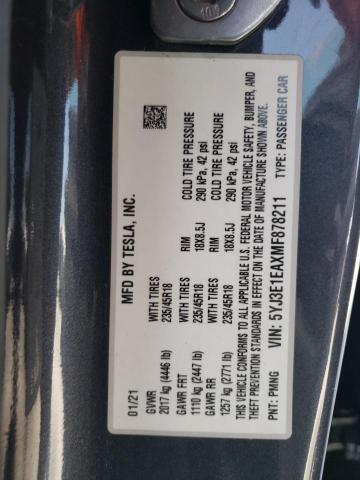 MFD BY TESLA, INC.
01/21
GVWR
2017 kg (4446 lb)
WITH TIRES
235/45R18
RIM
18X8.5J
COLD TIRE PRESSURE
290 kPa, 42 psi
GAWR FRT
1110 kg (2447 lb)
WITH TIRES
235/45R18
RIM
18X8.5J
COLD TIRE PRESSURE
290 kPa, 42 psi
GAWR RR
1257 kg (2771 lb)
WITH TIRES
235/45R18
RIM
18X8.5J
COLD TIRE PRESSURE
290 kPa, 42 psi
THIS VEHICLE CONFORMS TO ALL APPLICABLE U.S. FEDERAL MOTOR VEHICLE SAFETY, BUMPER, AND
THEFT PREVENTION STANDARDS IN EFFECT ON THE DATE OF MANUFACTURE SHOWN ABOVE.
VIN: 5YJ3E1EAXMF878211
PNT: PMNG
TYPE: PASSENGER CAR